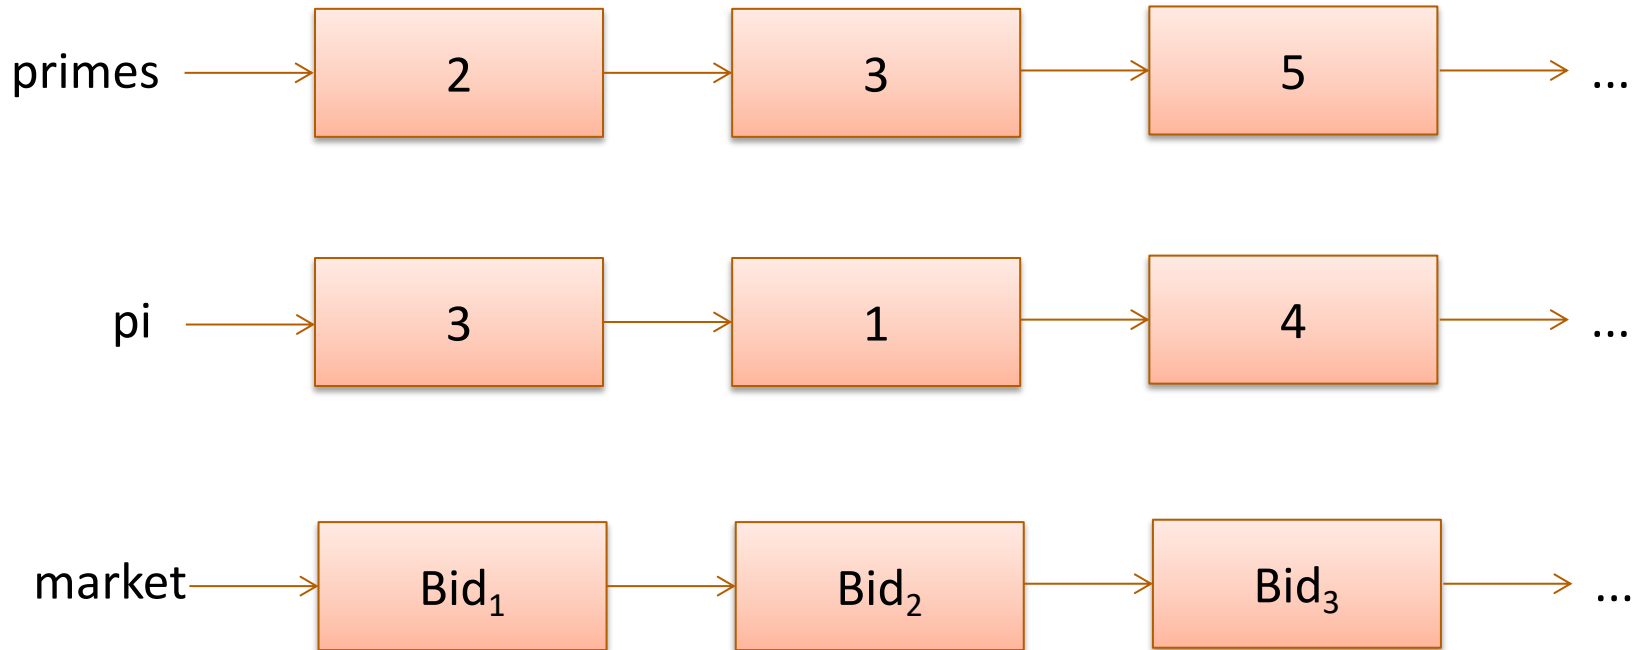 primes 2 3 5 ...
pi 3 1 4 ...
market Bid₁ Bid₂ Bid₃ ...